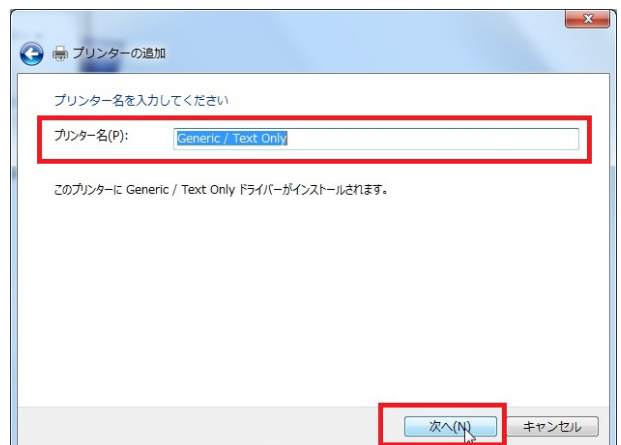 プリンターの追加
プリンター名を入力してください
プリンター名(P): Generic / Text Only
このプリンターに Generic / Text Only ドライバーがインストールされます。
次へ(N) キャンセル